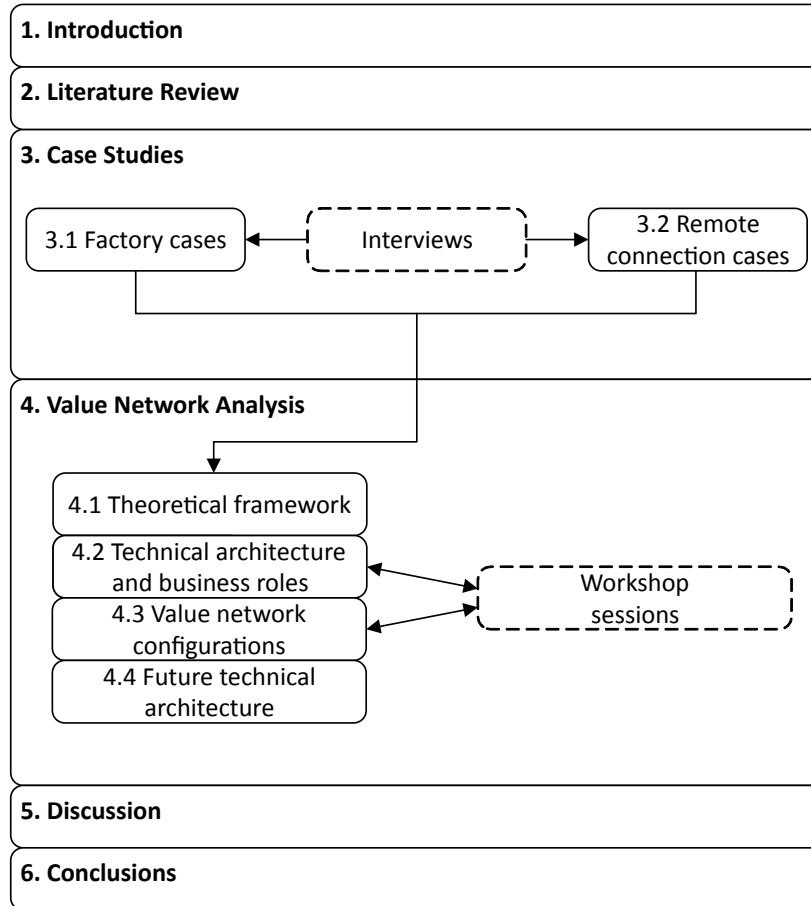 1. Introduction
2. Literature Review
3. Case Studies
3.1 Factory cases
Interviews
3.2 Remote
connection cases
4. Value Network Analysis
4.1 Theoretical framework
4.2 Technical architecture
and business roles
4.3 Value network
configurations
4.4 Future technical
architecture
Workshop
sessions
5. Discussion
6. Conclusions